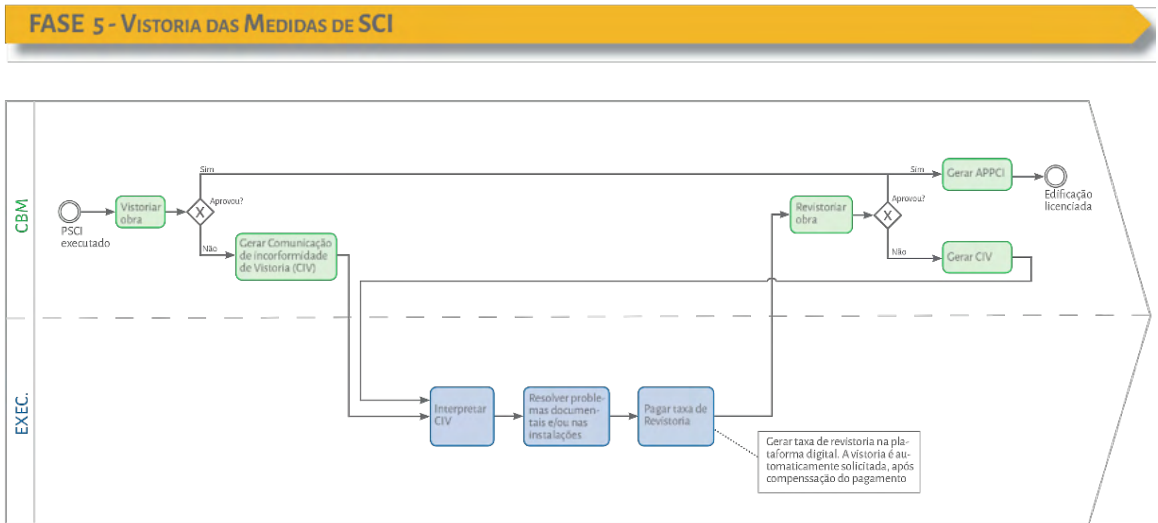 FASE 5 - VISTORIA DAS MEDIDAS DE SCI
CBM
PSCI
executado
Vistoriar
obra
X
Aprovou?
Sim
Não
Gerar Comunicação
de incorformidade
de Vistoria (CIV)
Revistoriar
obra
X
Aprovou?
Sim
Não
Gerar APPCI
Edificação
licenciada
Gerar CIV
EXEC.
Interpretar
CIV
Resolver proble-
mas documen-
tais e/ou nas
instalações
Pagar taxa de
Revistoria
Gerar taxa de revistoria na pla-
taforma digital. A vistoria é au-
tomaticamente solicitada, após
compenssação do pagamento